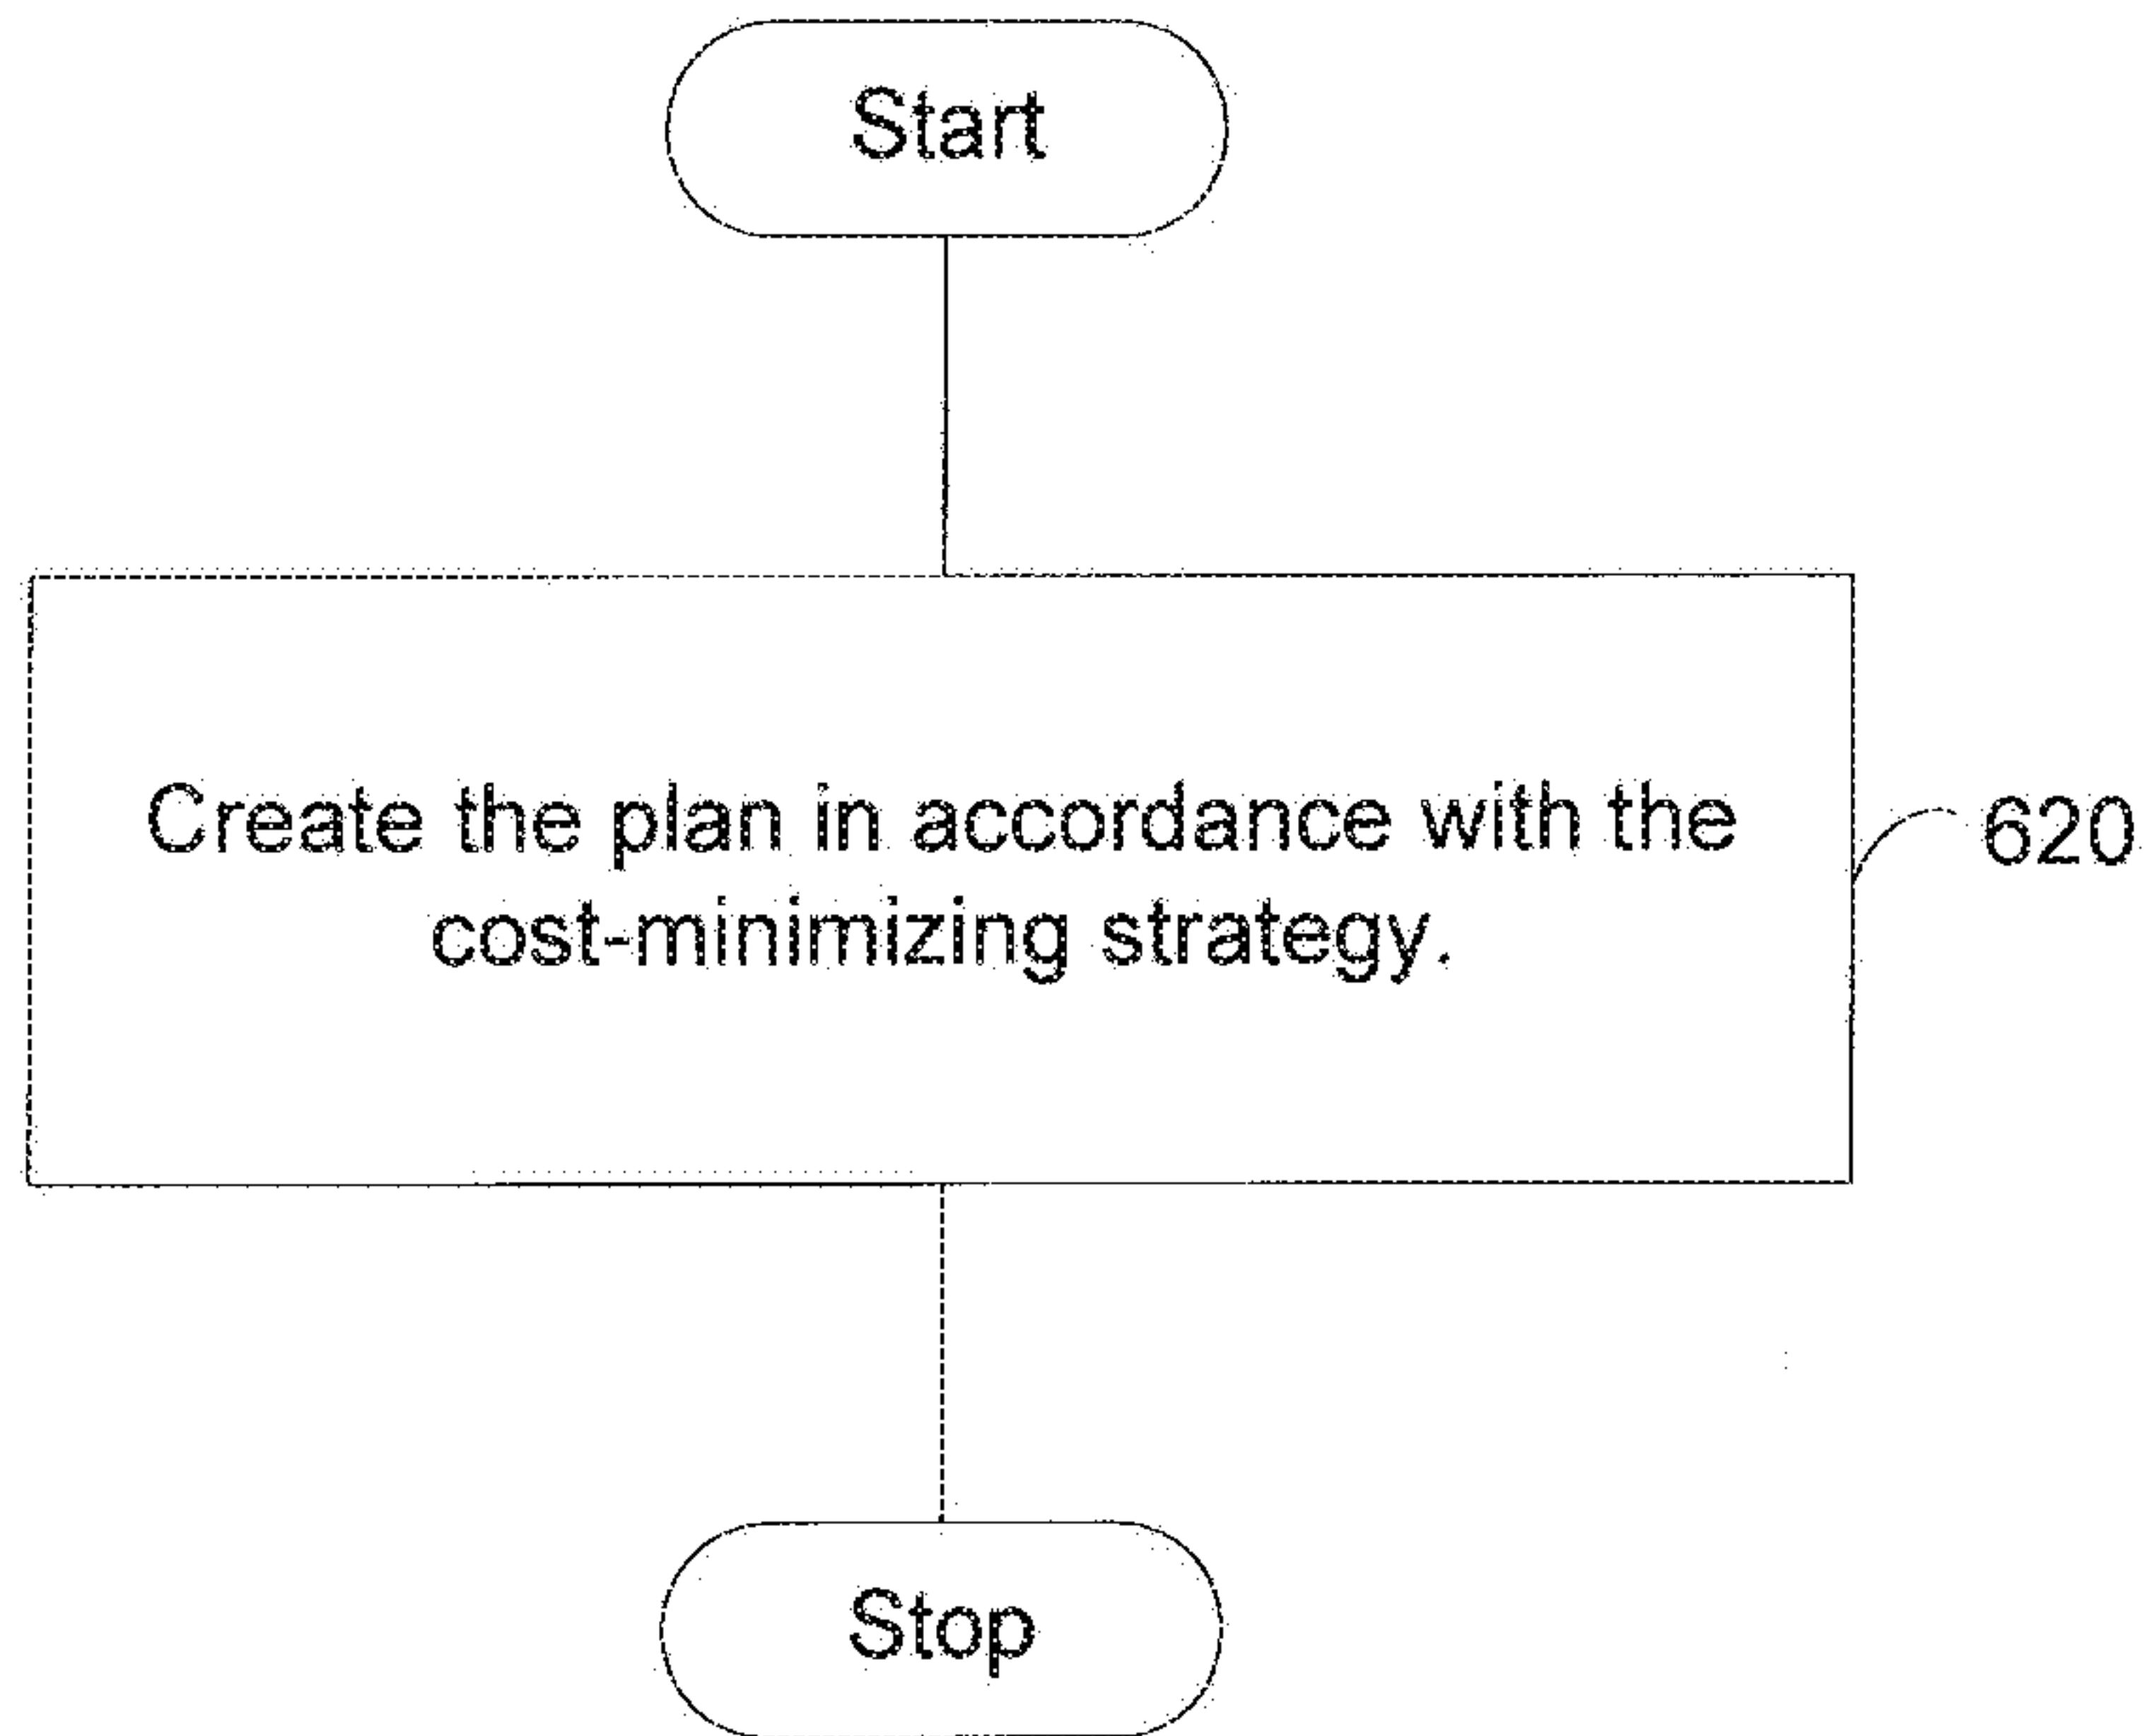 Start
Create the plan in accordance with the
cost-minimizing strategy.
620
Stop